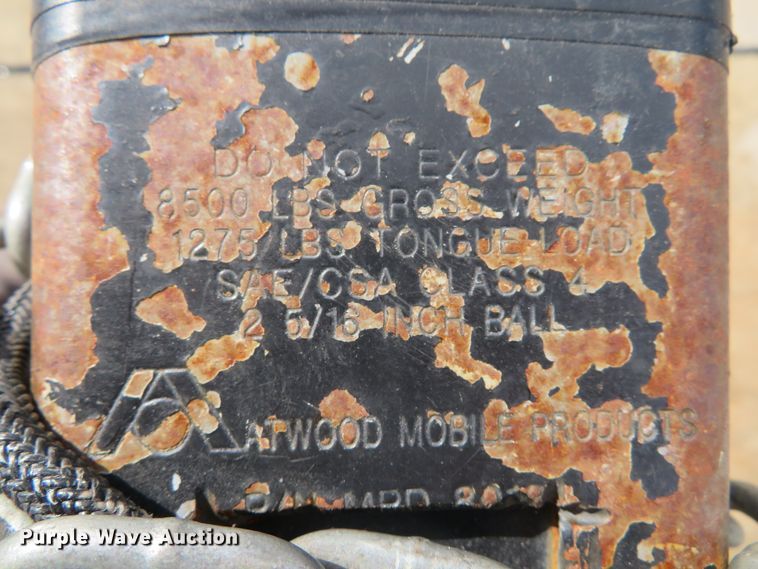 DO NOT EXCEED
8500 LBS GROSS WEIGHT
1275/LBS TONGUE LOAD
SAE/CSA CLASS 4
2 5/16 INCH BALL
ATWOOD MOBILE PRODUCTS
P/N MPD
Purple Wave Auction